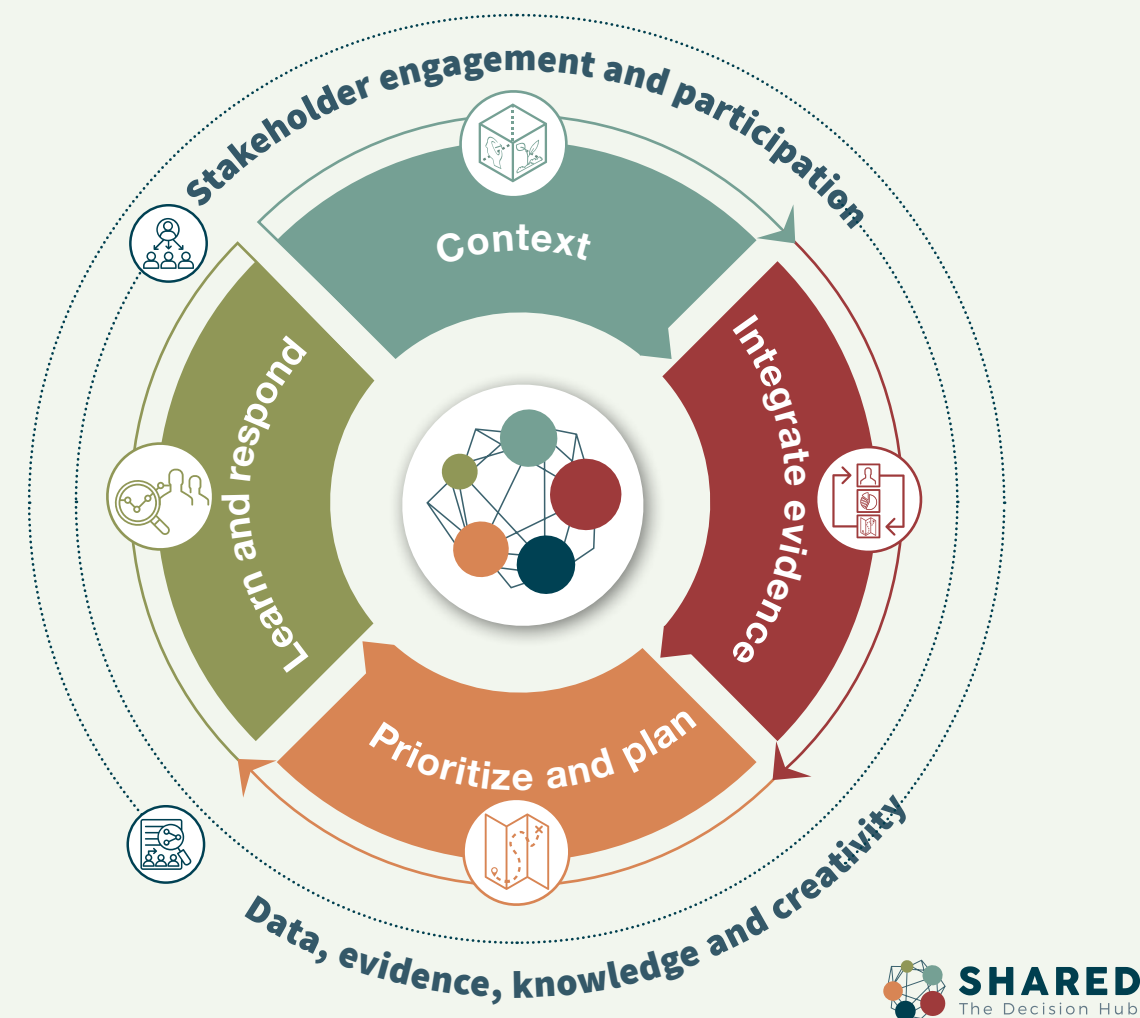 Stakeholder engagement and participation
Context
Integrate evidence
Prioritize and plan
Learn and respond
Data, evidence, knowledge and creativity
SHARED
The Decision Hub